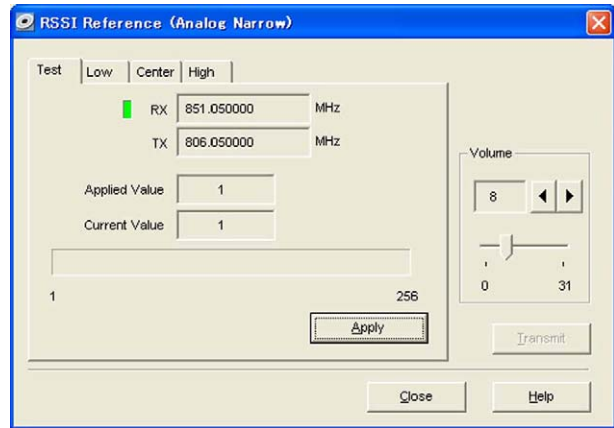 RSSI Reference (Analog Narrow)
Test Low Center High
RX 851.050000 MHz
TX 806.050000 MHz
Applied Value 1
Current Value 1
1 256
Apply
Volume
8
0 31
Transmit
Close Help